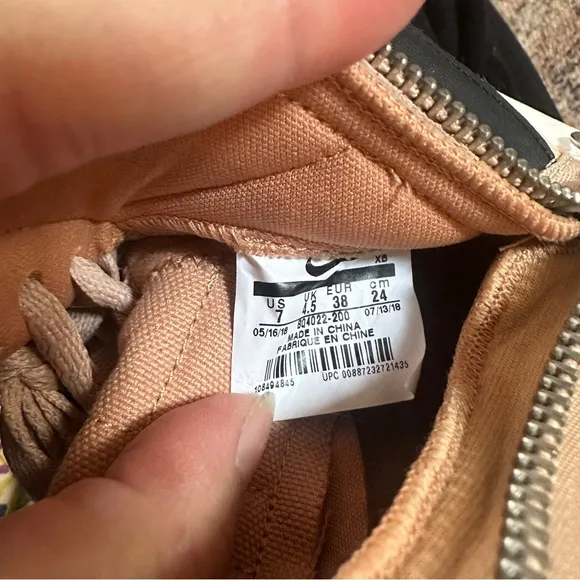 XB
US UK EUR cm
7 4.5 38 24
05/16/18 BQ4022-200 07/13/18
MADE IN CHINA
FABRIQUE EN CHINE
108494845 UPC 00887232721435